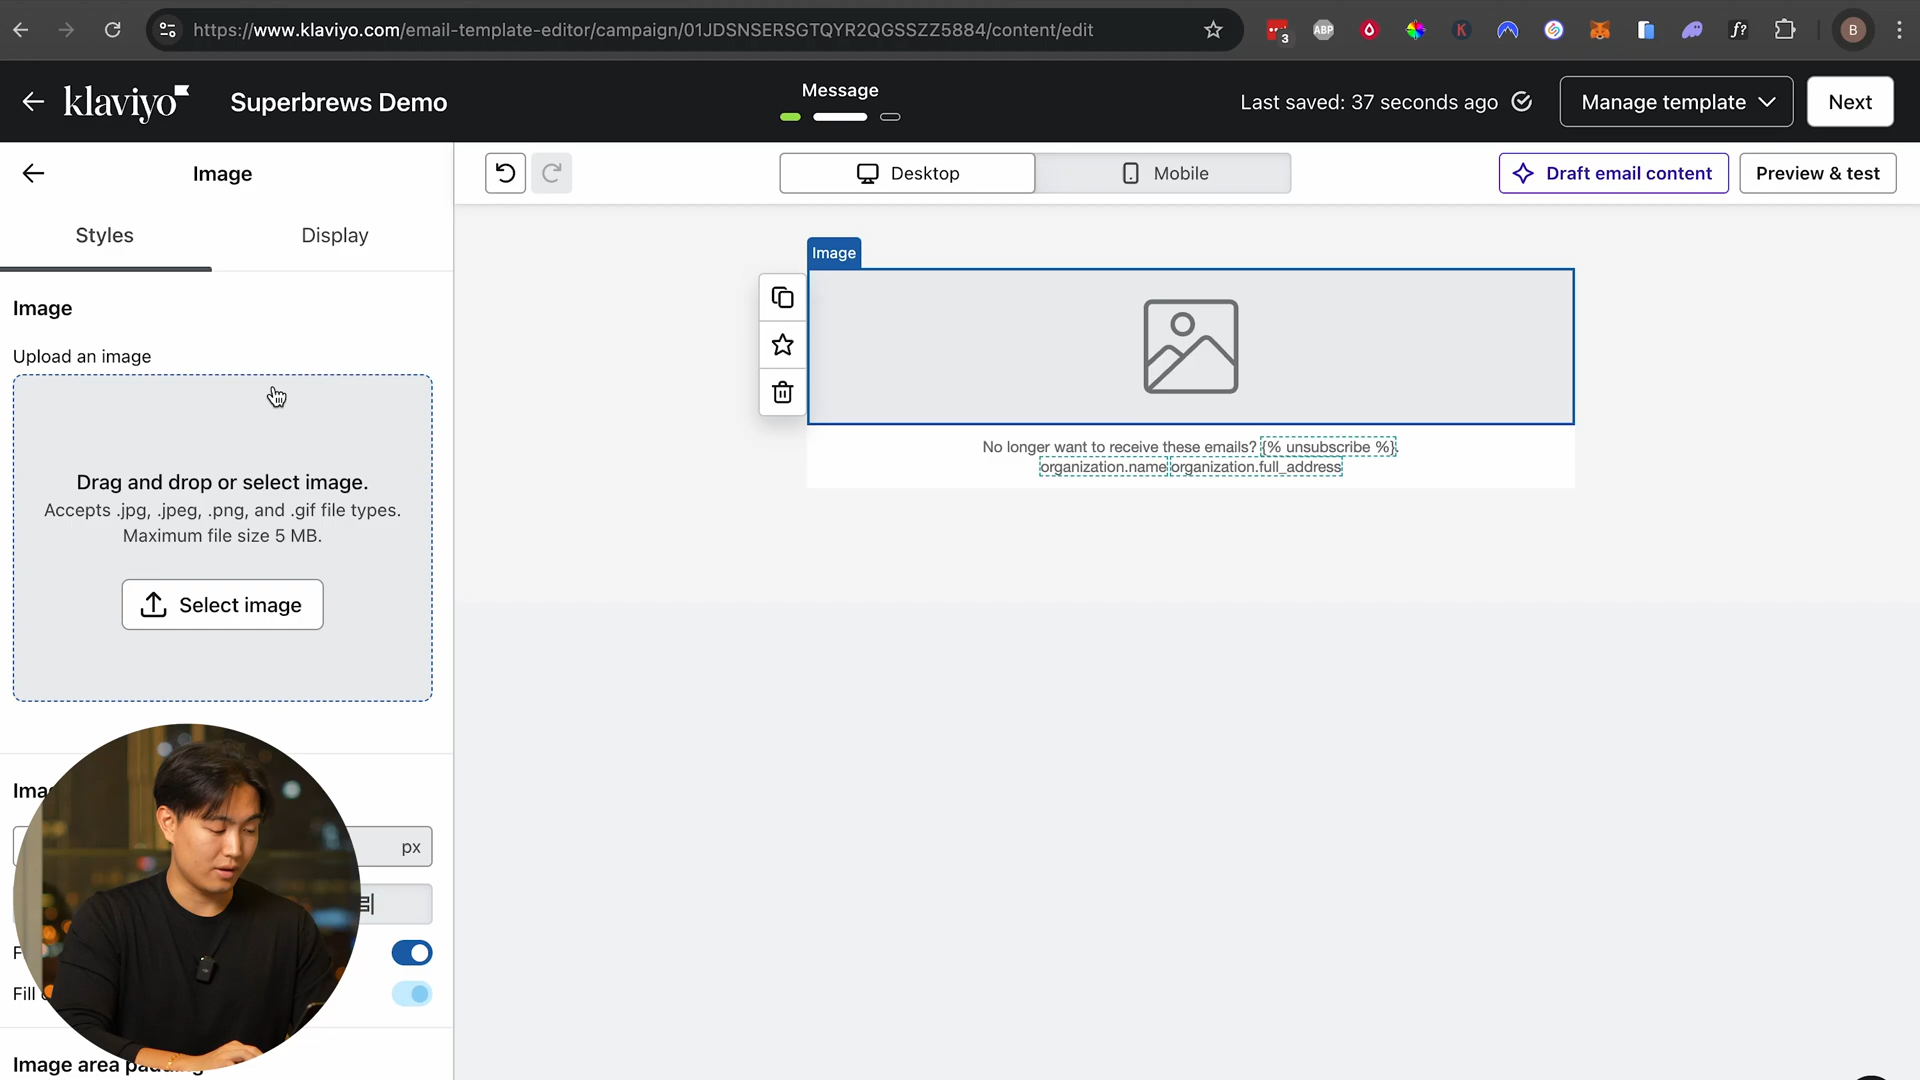 https://www.klaviyo.com/email-template-editor/campaign/01JDSNSERSGTQYR2QGSSZZ5884/content/edit
3
ABP
K
f?
B
klaviyo
Superbrews Demo
Message
Last saved: 37 seconds ago
Manage template
Next
Image
Desktop
Mobile
Draft email content
Preview & test
Styles
Display
Image
Image
Upload an image
Drag and drop or select image.
Accepts .jpg, .jpeg, .png, and .gif file types.
Maximum file size 5 MB.
Select image
No longer want to receive these emails? {% unsubscribe %}.
organization.name organization.full_address
px
Fill
Image area padding